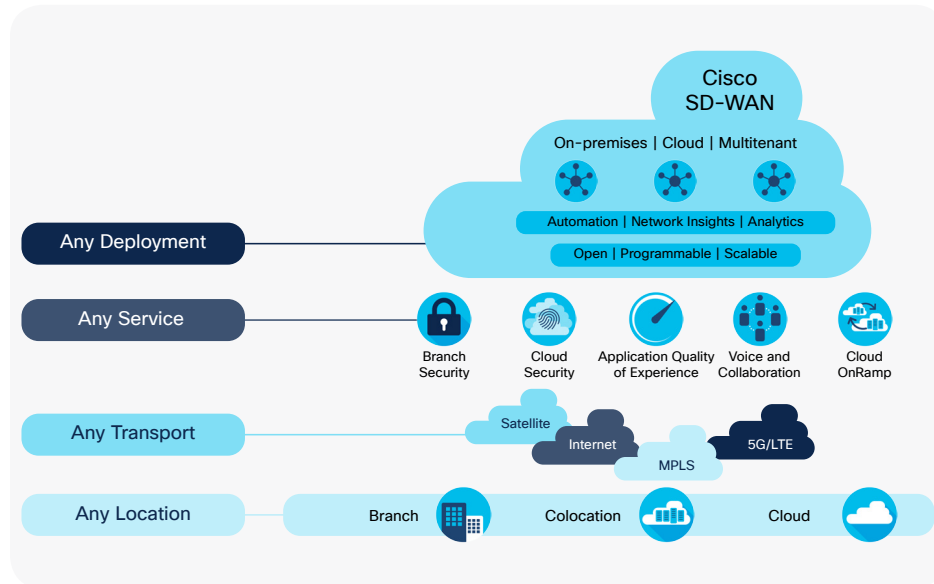 Cisco
SD-WAN
On-premises | Cloud | Multitenant
Automation | Network Insights | Analytics
Open | Programmable | Scalable
Any Deployment
Any Service
Branch
Security
Cloud
Security
Application Quality
of Experience
Voice and
Collaboration
Cloud
OnRamp
Any Transport
Satellite
Internet
MPLS
5G/LTE
Any Location
Branch
Colocation
Cloud